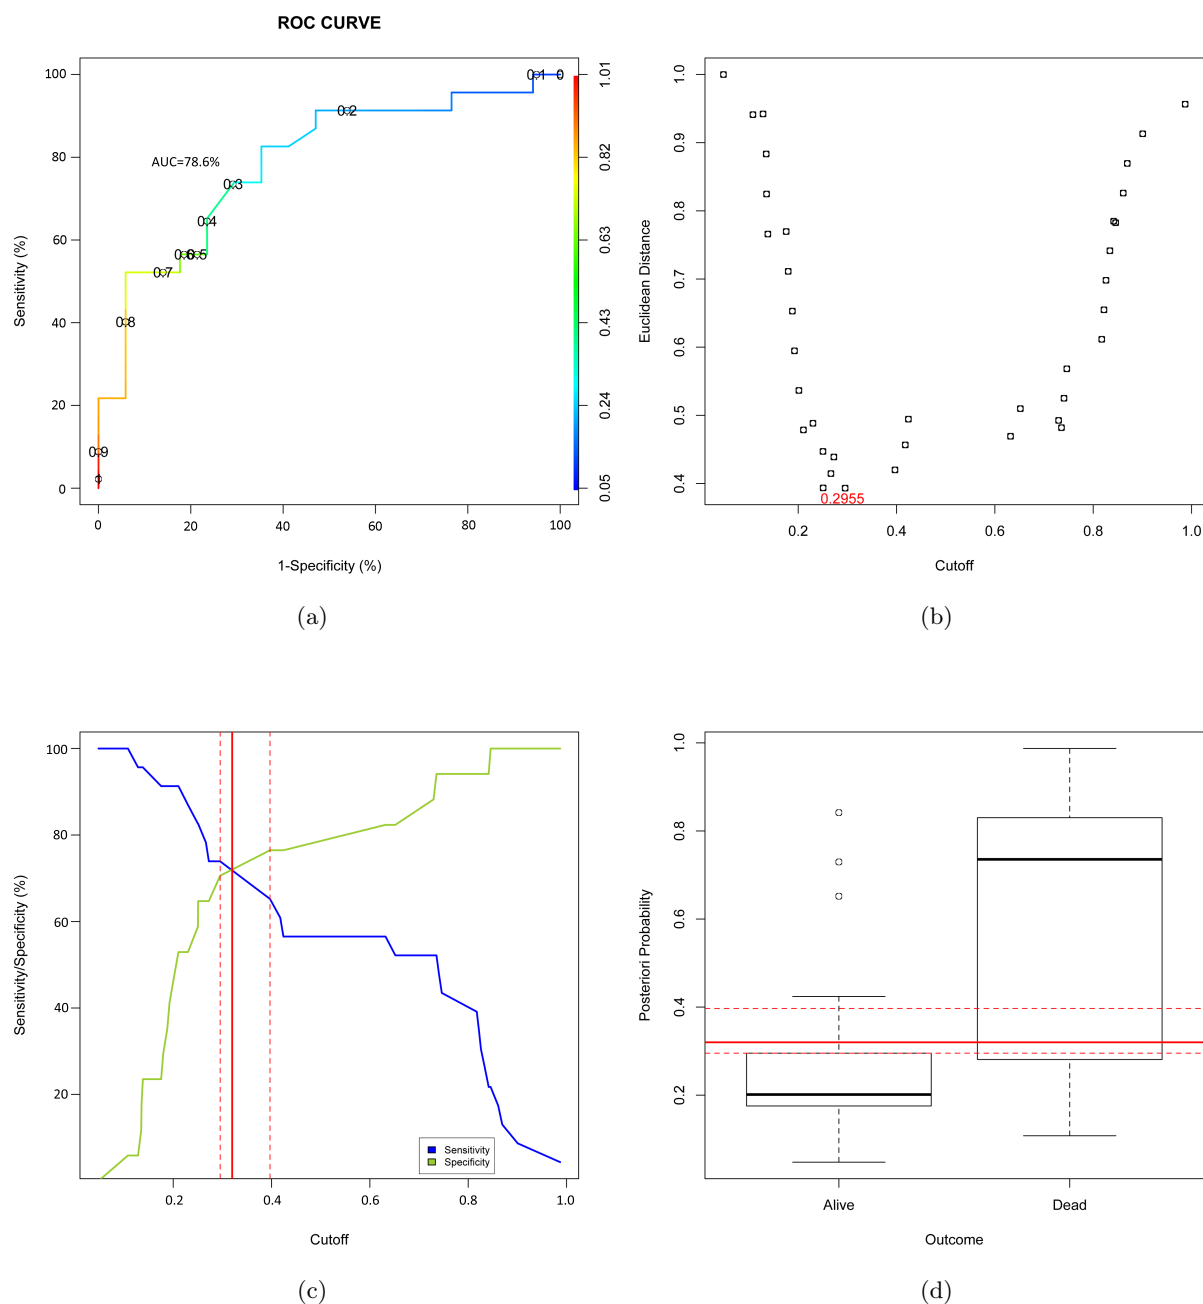 ROC CURVE
Sensitivity (%)
100
80
60
40
20
0
AUC=78.6%
0.1
0
0.2
0.3
0.4
0.6
0.5
0.7
0.8
0.9
1
1.01
0.82
0.63
0.43
0.24
0.05
0 20 40 60 80 100
1-Specificity (%)
(a)
Euclidean Distance
1.0
0.9
0.8
0.7
0.6
0.5
0.4
0.2955
0.2 0.4 0.6 0.8 1.0
Cutoff
(b)
Sensitivity/Specificity (%)
100
80
60
40
20
Sensitivity
Specificity
0.2 0.4 0.6 0.8 1.0
Cutoff
(c)
Posteriori Probability
1.0
0.8
0.6
0.4
0.2
Alive Dead
Outcome
(d)